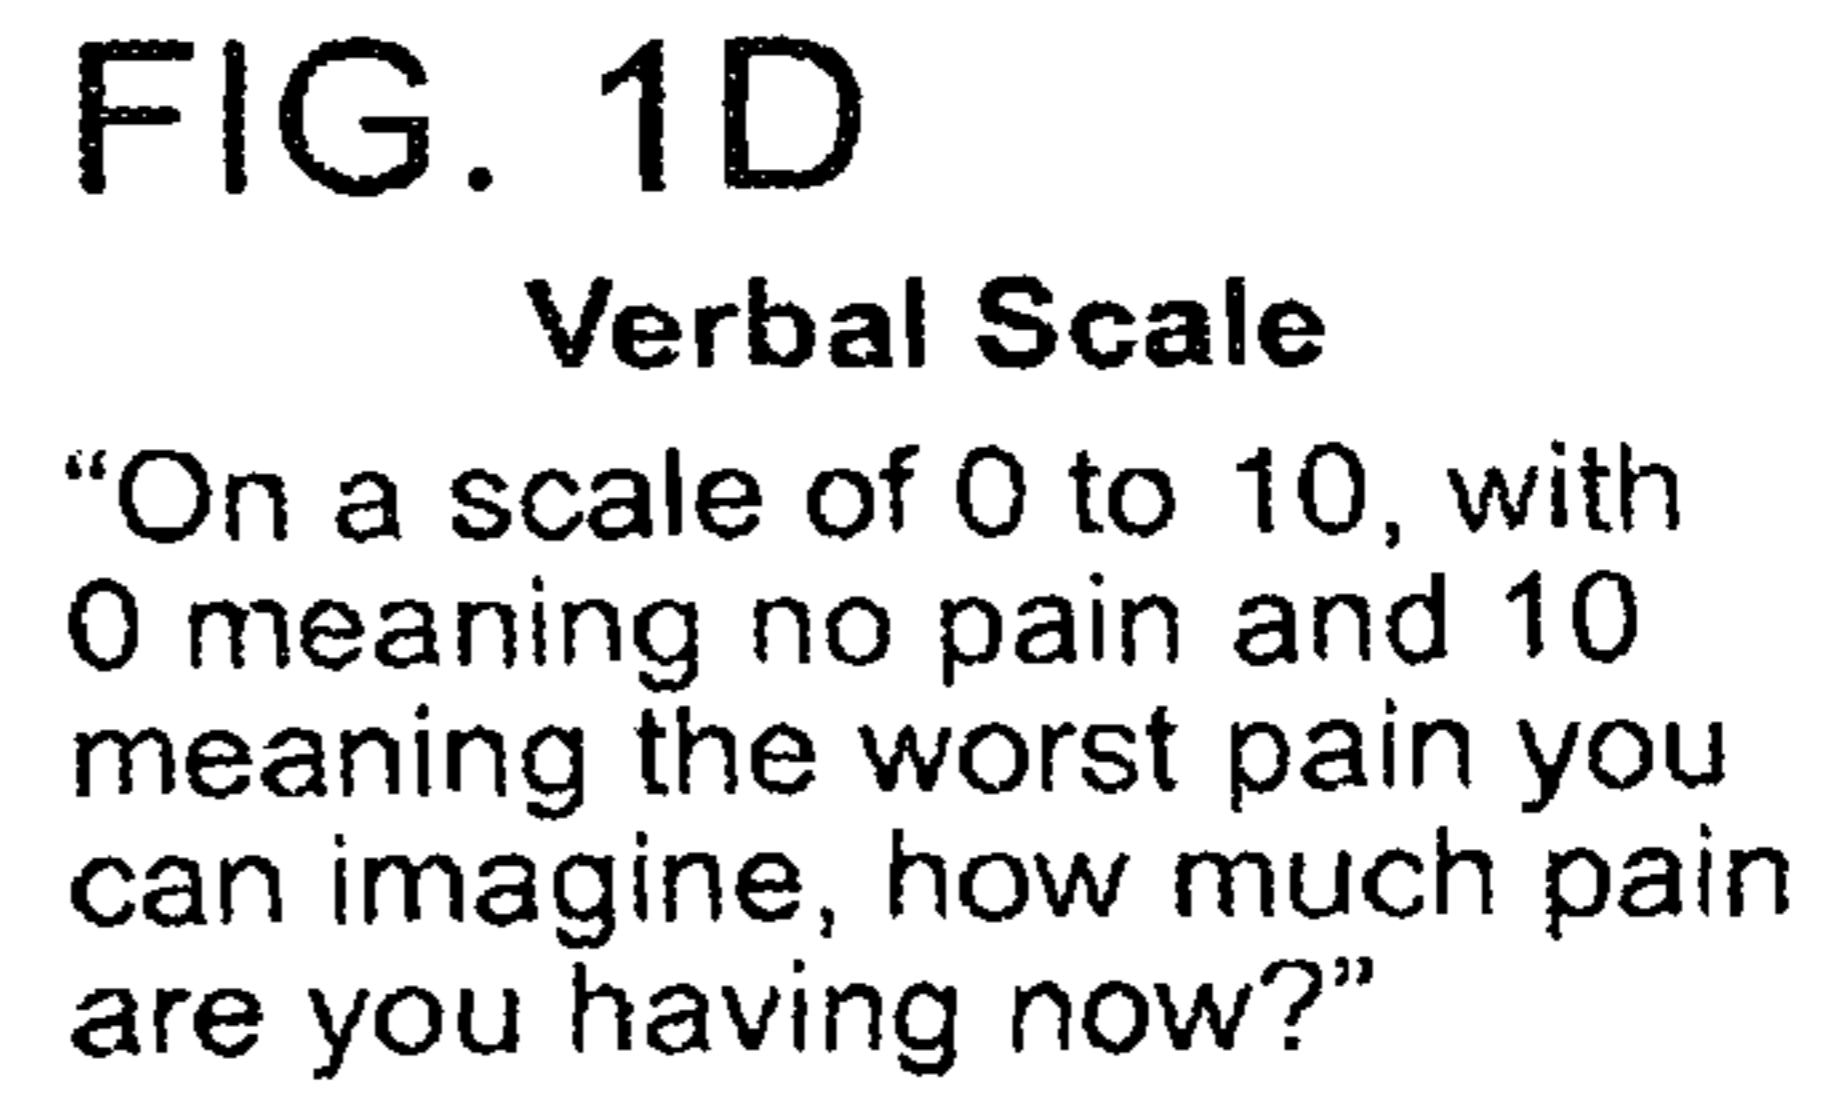 FIG. 1D
Verbal Scale
“On a scale of 0 to 10, with
0 meaning no pain and 10
meaning the worst pain you
can imagine, how much pain
are you having now?”